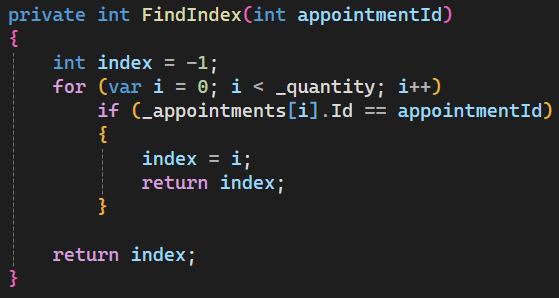 private int FindIndex(int appointmentId)
{
    int index = -1;
    for (var i = 0; i < _quantity; i++)
        if (_appointments[i].Id == appointmentId)
        {
            index = i;
            return index;
        }

    return index;
}